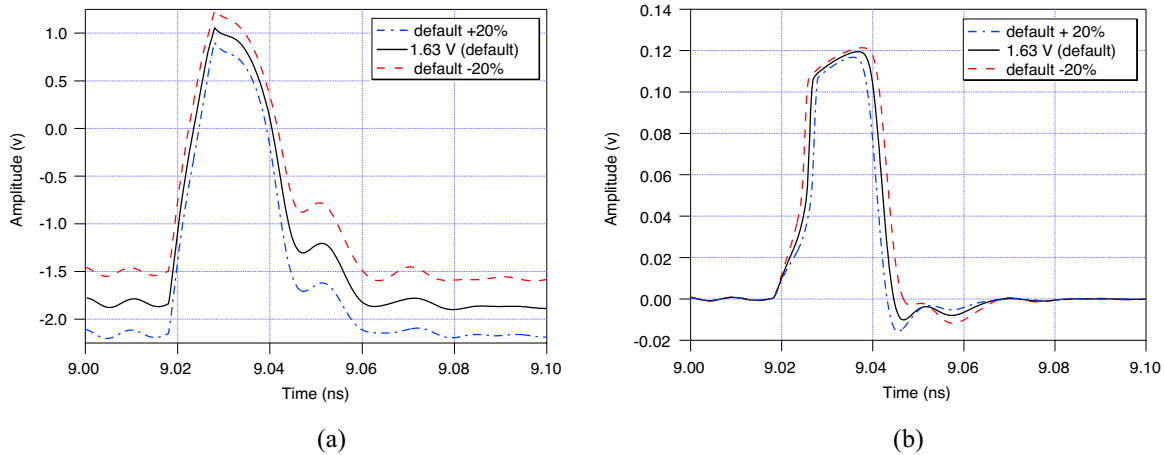 1.0
0.5
0.0
-0.5
-1.0
-1.5
-2.0
Amplitude (v)
9.00
9.02
9.04
9.06
9.08
9.10
Time (ns)
default +20%
1.63 V (default)
default -20%
(a)
0.14
0.12
0.10
0.08
0.06
0.04
0.02
0.00
-0.02
Amplitude (v)
9.00
9.02
9.04
9.06
9.08
9.10
Time (ns)
default + 20%
1.63 V (default)
default -20%
(b)